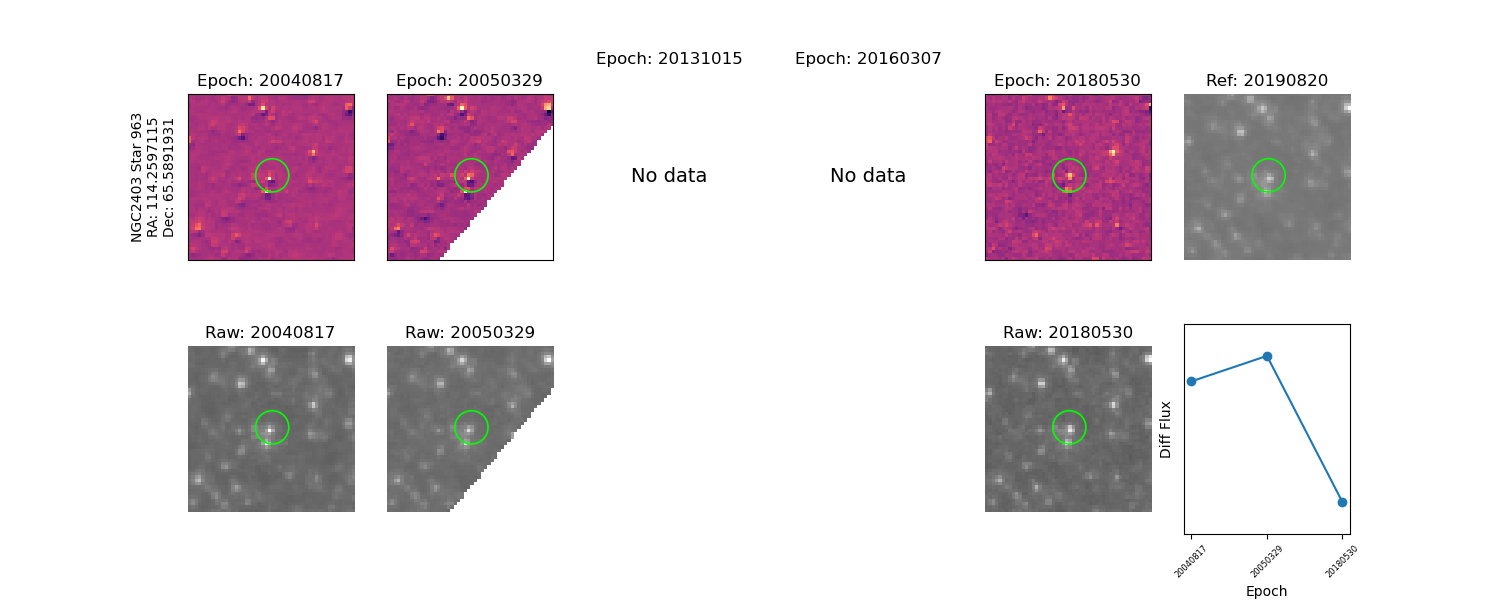 Epoch: 20131015
Epoch: 20160307
Epoch: 20040817
Epoch: 20050329
Epoch: 20180530
Ref: 20190820
NGC2403 Star 963
RA: 114.2597115
Dec: 65.5891931
No data
No data
Raw: 20040817
Raw: 20050329
Raw: 20180530
Diff Flux
20040817
20050329
20180530
Epoch